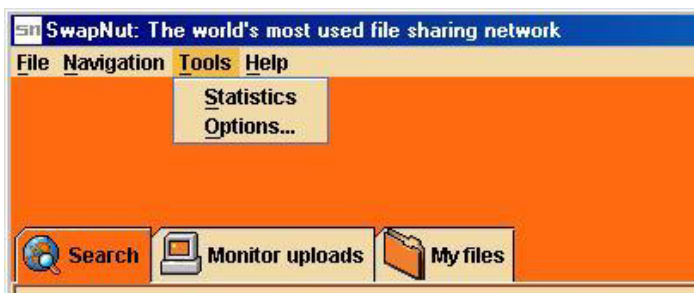 sn SwapNut: The world's most used file sharing network
File Navigation Tools Help
Statistics
Options...
Search Monitor uploads My files